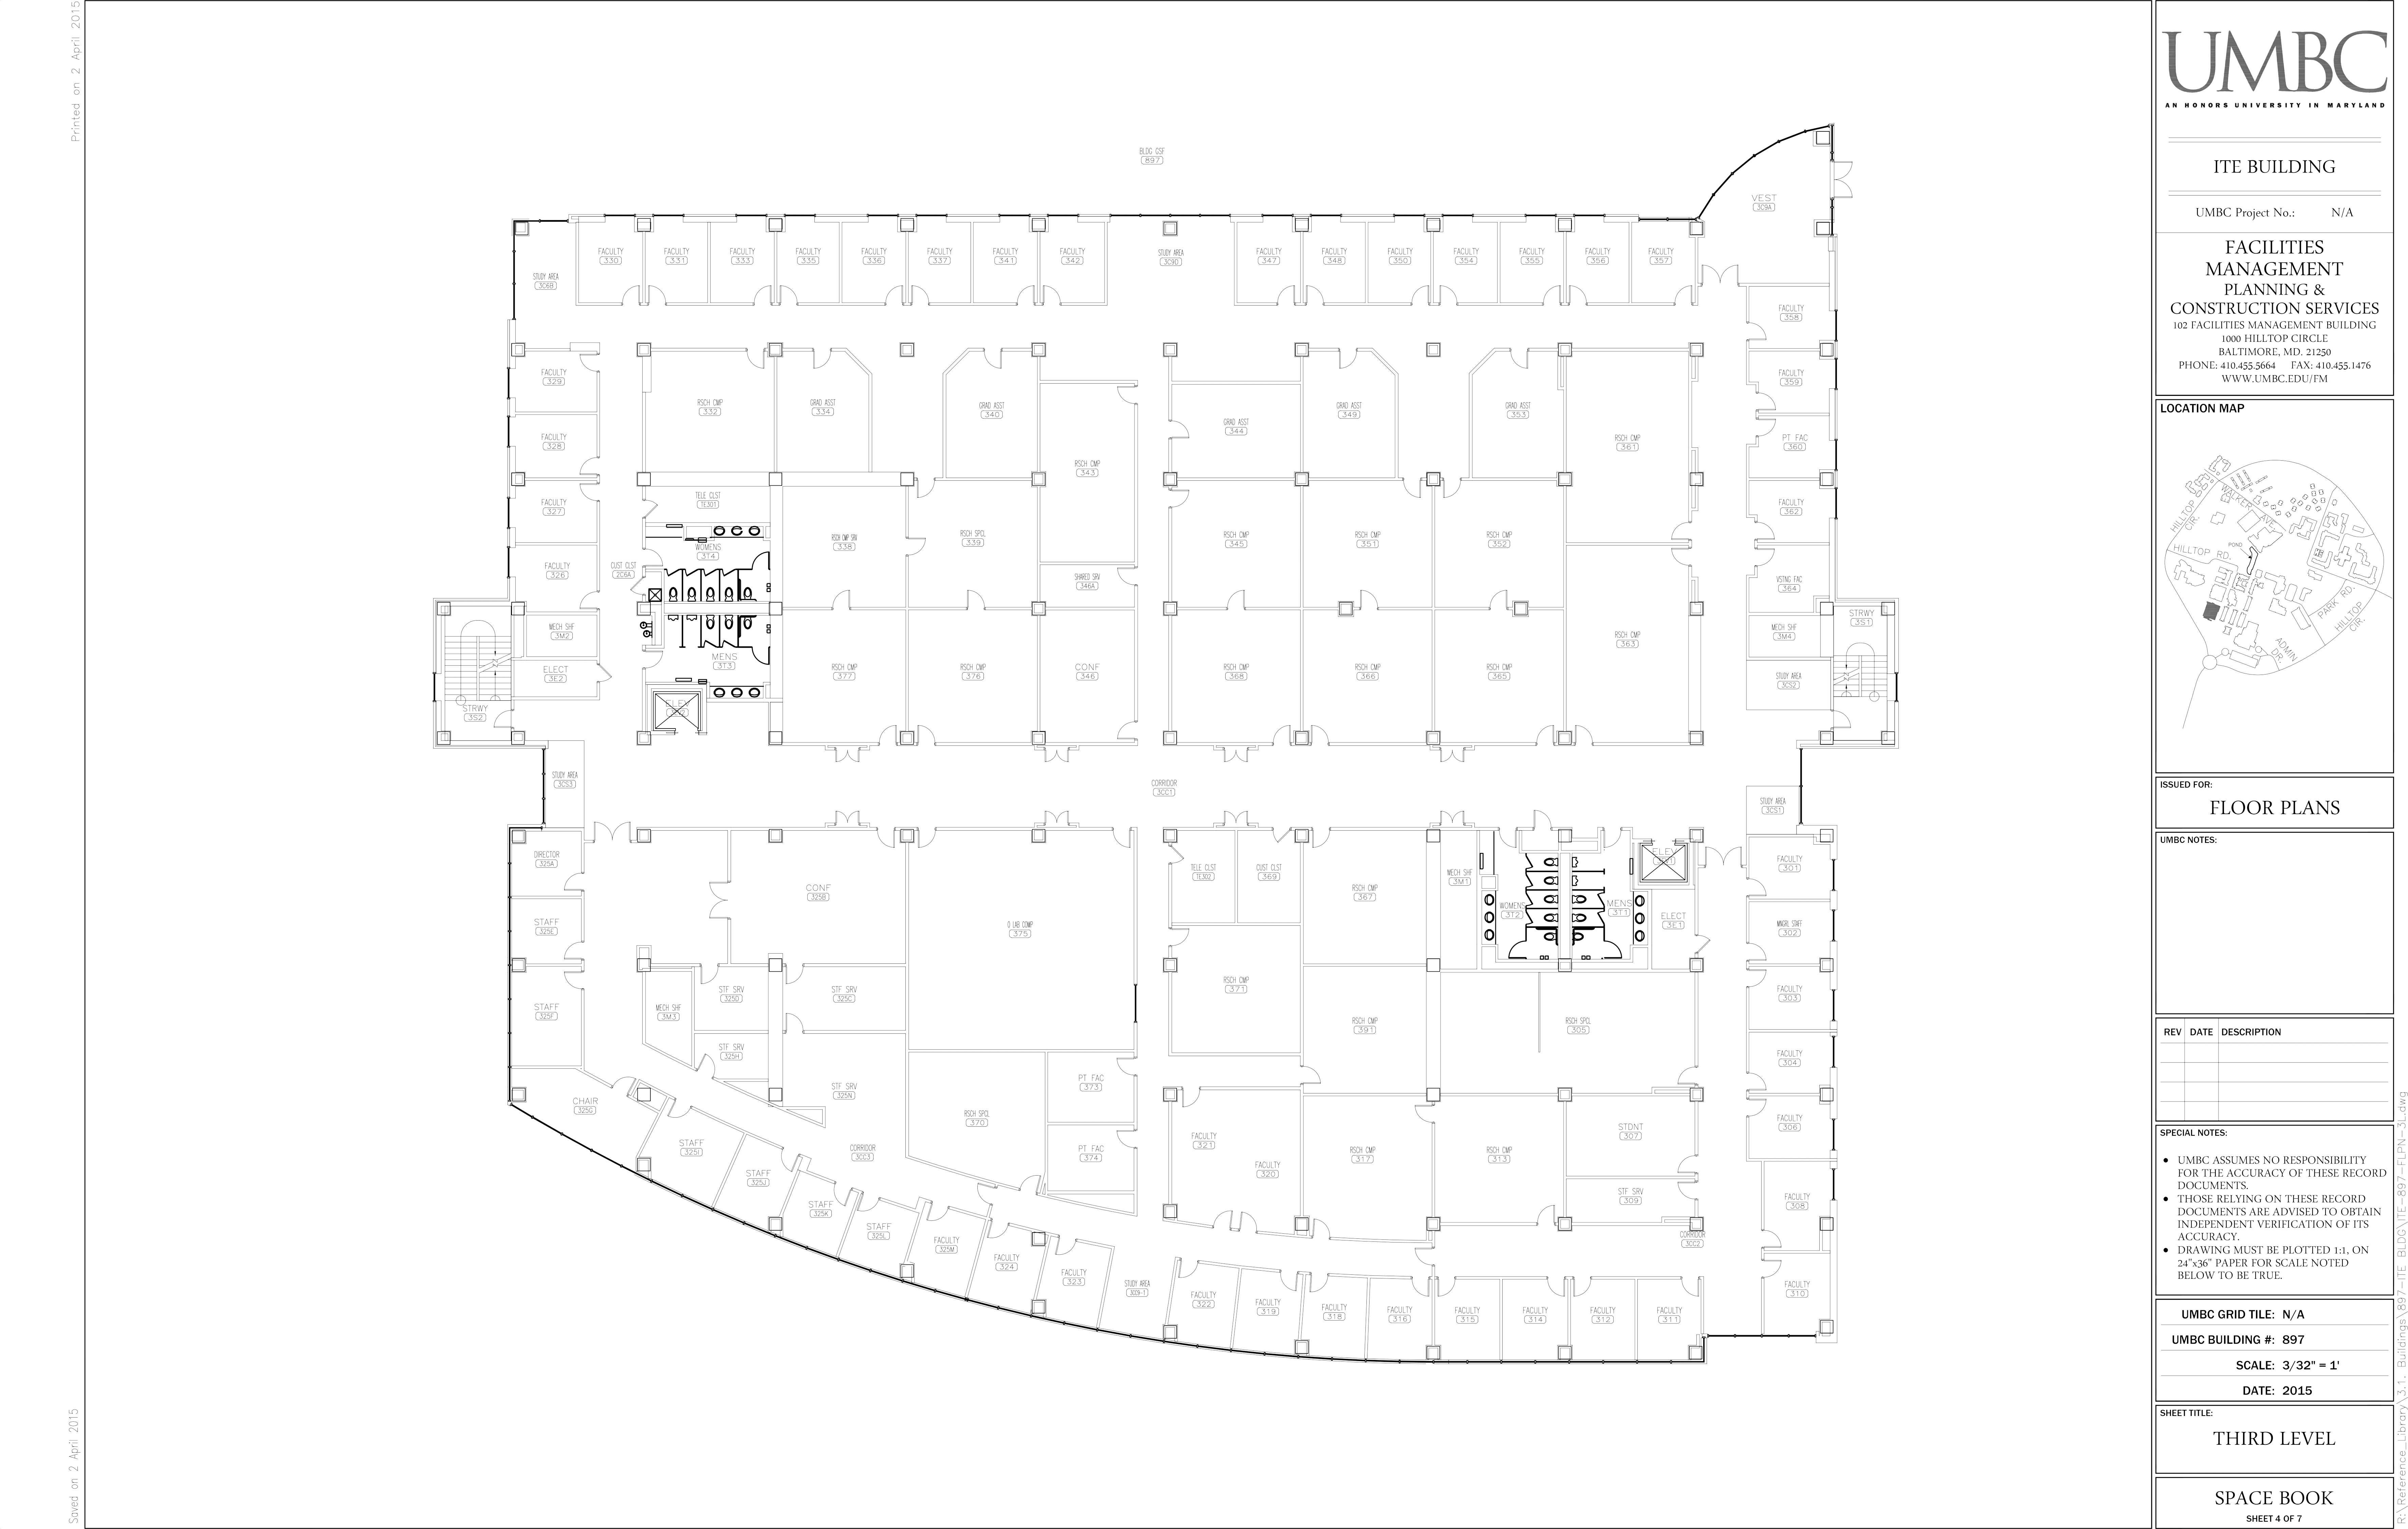 Printed on 2 April 2015
Saved on 2 April 2015
BLDG GSF
897
VEST
3C9A
STUDY AREA
3C6B
FACULTY
330
FACULTY
331
FACULTY
333
FACULTY
335
FACULTY
336
FACULTY
337
FACULTY
341
FACULTY
342
STUDY AREA
3C9D
FACULTY
347
FACULTY
348
FACULTY
350
FACULTY
354
FACULTY
355
FACULTY
356
FACULTY
357
FACULTY
358
FACULTY
329
RSCH CMP
332
GRAD ASST
334
GRAD ASST
340
GRAD ASST
344
GRAD ASST
349
GRAD ASST
353
FACULTY
359
FACULTY
328
RSCH CMP
343
RSCH CMP
361
PT FAC
360
FACULTY
327
TELE CLST
TE301
RSCH CMP SRV
338
RSCH SPCL
339
RSCH CMP
345
RSCH CMP
351
RSCH CMP
352
FACULTY
362
WOMENS
3T4
FACULTY
326
CUST CLST
2C6A
SHARED SRV
346A
VSTNG FAC
364
MECH SHF
3M2
STRWY
3S1
MECH SHF
3M4
ELECT
3E2
MENS
3T3
RSCH CMP
377
RSCH CMP
376
CONF
346
RSCH CMP
368
RSCH CMP
366
RSCH CMP
365
RSCH CMP
363
STUDY AREA
3CS2
STRWY
3S2
ELEV
STUDY AREA
3CS3
CORRIDOR
3CC1
STUDY AREA
3CS1
DIRECTOR
325A
CONF
325B
O LAB COMP
375
TELE CLST
TE302
CUST CLST
369
RSCH CMP
367
MECH SHF
3M1
WOMENS
3T2
MENS
3T1
ELEV
ELECT
3E1
FACULTY
301
STAFF
325E
MNGRL STAFF
302
STAFF
325F
MECH SHF
3M3
STF SRV
325D
STF SRV
325C
RSCH CMP
371
RSCH CMP
391
RSCH SPCL
305
FACULTY
303
STF SRV
325H
FACULTY
304
CHAIR
325G
STF SRV
325N
RSCH SPCL
370
PT FAC
373
FACULTY
306
STAFF
325I
CORRIDOR
3CC3
PT FAC
374
FACULTY
321
FACULTY
320
RSCH CMP
317
RSCH CMP
313
STDNT
307
STAFF
325J
STF SRV
309
FACULTY
308
STAFF
325K
STAFF
325L
FACULTY
325M
FACULTY
324
FACULTY
323
STUDY AREA
CORRIDOR
3CC2
FACULTY
322
FACULTY
319
FACULTY
318
FACULTY
316
FACULTY
315
FACULTY
314
FACULTY
312
FACULTY
311
FACULTY
310
UMBC
AN HONORS UNIVERSITY IN MARYLAND
ITE BUILDING
UMBC Project No.: N/A
FACILITIES
MANAGEMENT
PLANNING &
CONSTRUCTION SERVICES
102 FACILITIES MANAGEMENT BUILDING
1000 HILLTOP CIRCLE
BALTIMORE, MD. 21250
PHONE: 410.455.5664 FAX: 410.455.1476
WWW.UMBC.EDU/FM
LOCATION MAP
HILLTOP
CIR.
WALKER AVE.
HILLTOP RD.
POND
PARK RD.
HILLTOP
CIR.
ADMIN
DR.
ISSUED FOR:
FLOOR PLANS
UMBC NOTES:
REV DATE DESCRIPTION
SPECIAL NOTES:
● UMBC ASSUMES NO RESPONSIBILITY
FOR THE ACCURACY OF THESE RECORD
DOCUMENTS.
● THOSE RELYING ON THESE RECORD
DOCUMENTS ARE ADVISED TO OBTAIN
INDEPENDENT VERIFICATION OF ITS
ACCURACY.
● DRAWING MUST BE PLOTTED 1:1, ON
24"x36" PAPER FOR SCALE NOTED
BELOW TO BE TRUE.
UMBC GRID TILE: N/A
UMBC BUILDING #: 897
SCALE: 3/32" = 1'
DATE: 2015
SHEET TITLE:
THIRD LEVEL
SPACE BOOK
SHEET 4 OF 7
R:\Reference_Library\3.1. Buildings\897-ITE BLDG\ITE-897-FLPN-3L.dwg